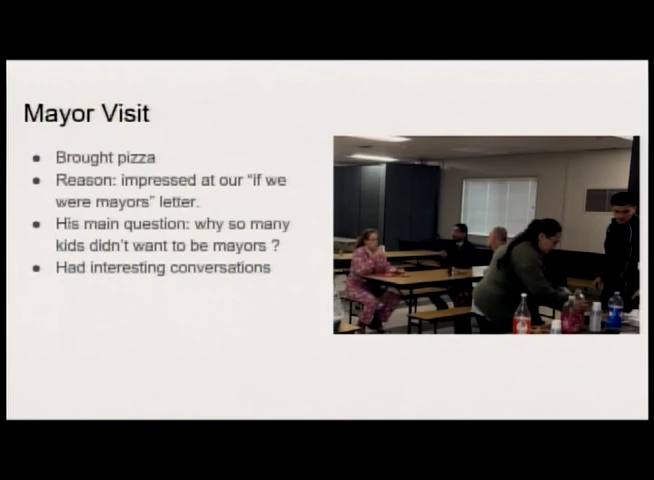 Mayor Visit
● Brought pizza
● Reason: impressed at our “if we
were mayors” letter.
● His main question: why so many
kids didn’t want to be mayors ?
● Had interesting conversations